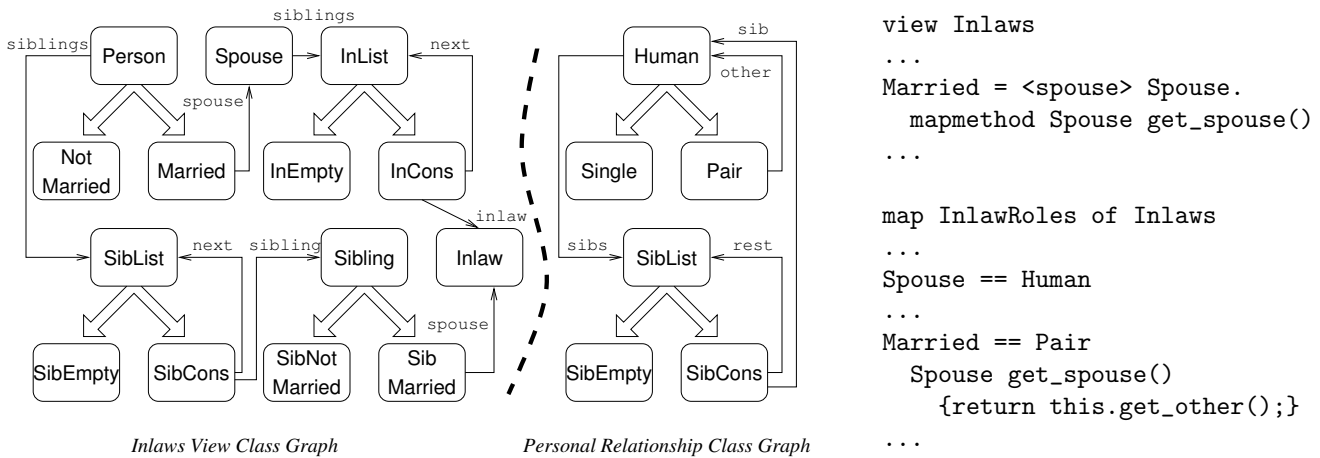 siblings
siblings
Person
Spouse
InList
next
spouse
Not
Married
Married
InEmpty
InCons
inlaw
SibList
next
sibling
Sibling
Inlaw
spouse
SibEmpty
SibCons
SibNot
Married
Sib
Married
Inlaws View Class Graph
Human
sib
other
Single
Pair
sibs
SibList
rest
SibEmpty
SibCons
Personal Relationship Class Graph
view Inlaws
...
Married = <spouse> Spouse.
mapmethod Spouse get_spouse()
...
map InlawRoles of Inlaws
...
Spouse == Human
...
Married == Pair
Spouse get_spouse()
{return this.get_other();}
...